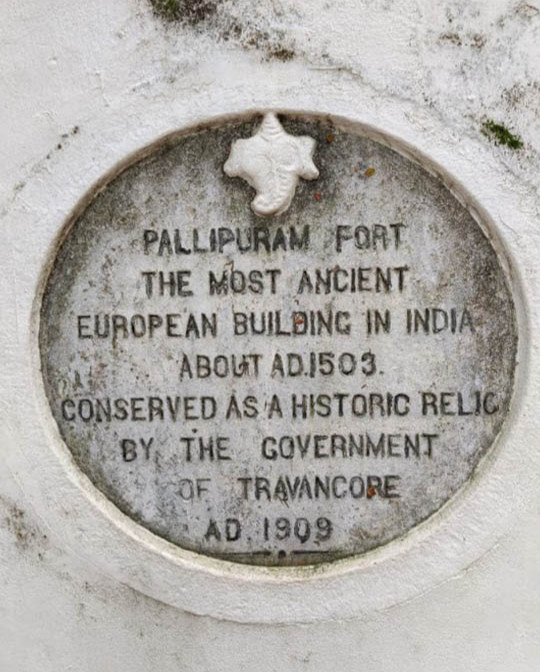 PALLIPURAM FORT
THE MOST ANCIENT
EUROPEAN BUILDING IN INDIA
ABOUT AD.1503.
CONSERVED AS A HISTORIC RELIC
BY THE GOVERNMENT
OF TRAVANCORE
AD. 1909